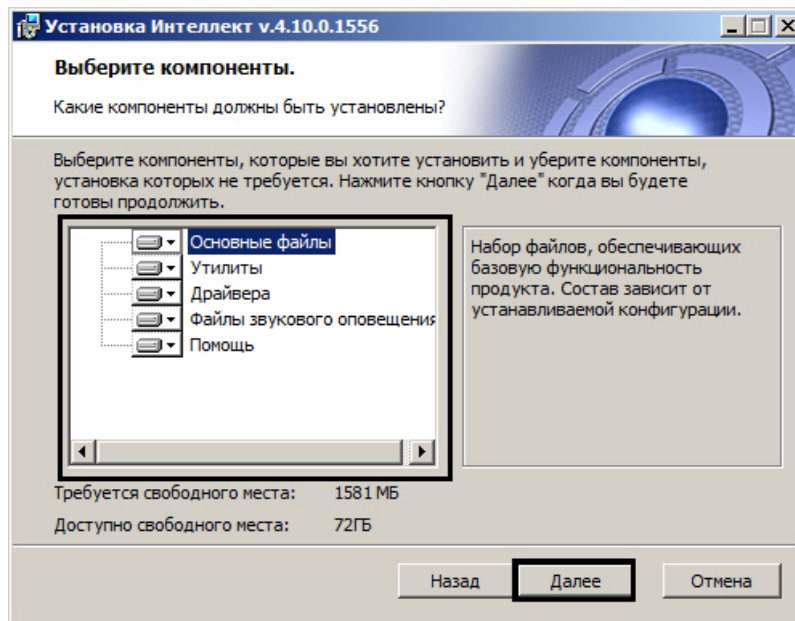 Установка Интеллект v.4.10.0.1556
Выберите компоненты.
Какие компоненты должны быть установлены?
Выберите компоненты, которые вы хотите установить и уберите компоненты,
установка которых не требуется. Нажмите кнопку "Далее" когда вы будете
готовы продолжить.
Основные файлы
Утилиты
Драйвера
Файлы звукового оповещения
Помощь
Набор файлов, обеспечивающих
базовую функциональность
продукта. Состав зависит от
устанавливаемой конфигурации.
Требуется свободного места: 1581 МБ
Доступно свободного места: 72ГБ
Назад Далее Отмена